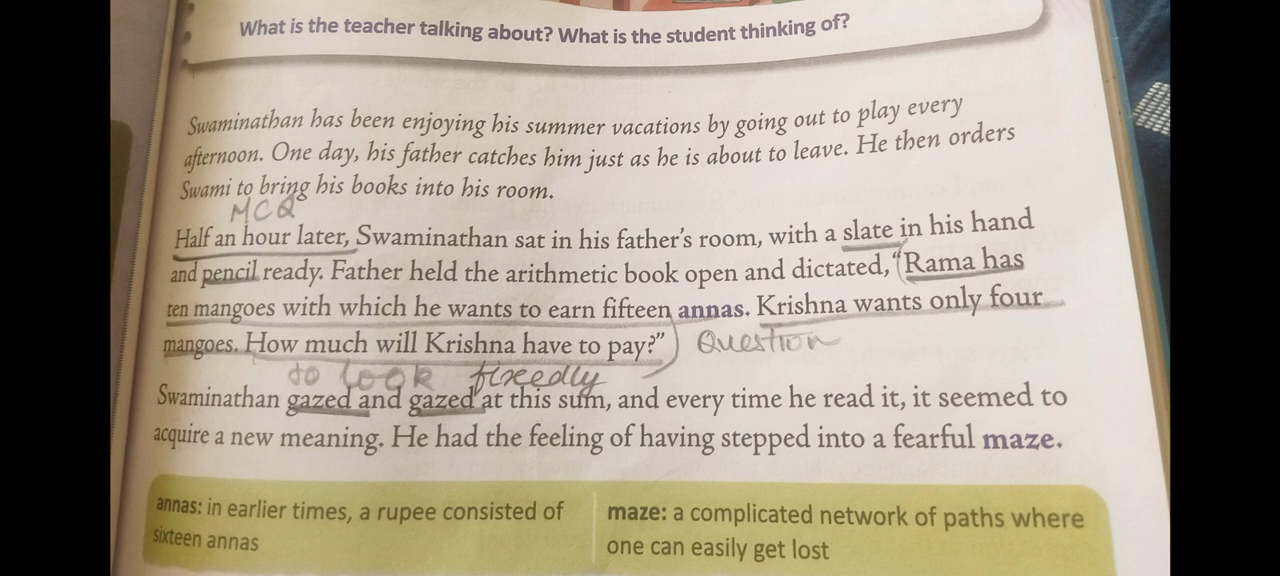 What is the teacher talking about? What is the student thinking of?
Swaminathan has been enjoying his summer vacations by going out to play every
afternoon. One day, his father catches him just as he is about to leave. He then orders
Swami to bring his books into his room.
MCQ
Half an hour later, Swaminathan sat in his father's room, with a slate in his hand
and pencil ready. Father held the arithmetic book open and dictated, “Rama has
ten mangoes with which he wants to earn fifteen annas. Krishna wants only four
mangoes. How much will Krishna have to pay?” Question
to look fixedly
Swaminathan gazed and gazed at this sum, and every time he read it, it seemed to
acquire a new meaning. He had the feeling of having stepped into a fearful maze.
annas: in earlier times, a rupee consisted of
sixteen annas
maze: a complicated network of paths where
one can easily get lost